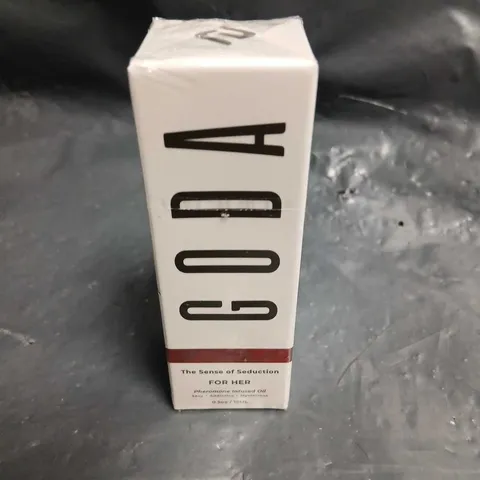 GODA
The Sense of Seduction
FOR HER
Pheromone Infused Oil